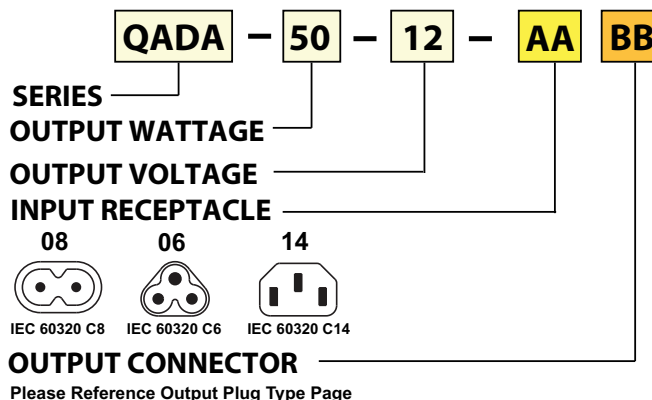 QADA - 50 - 12 - AA BB
SERIES
OUTPUT WATTAGE
OUTPUT VOLTAGE
INPUT RECEPTACLE
08 06 14
IEC 60320 C8 IEC 60320 C6 IEC 60320 C14
OUTPUT CONNECTOR
Please Reference Output Plug Type Page